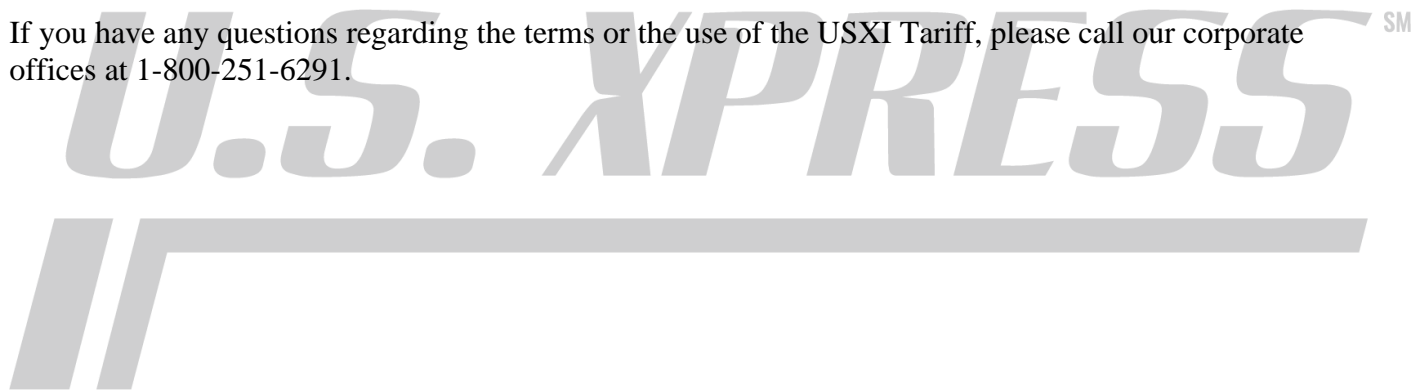 If you have any questions regarding the terms or the use of the USXI Tariff, please call our corporate
offices at 1-800-251-6291.
U.S. XPRESS SM